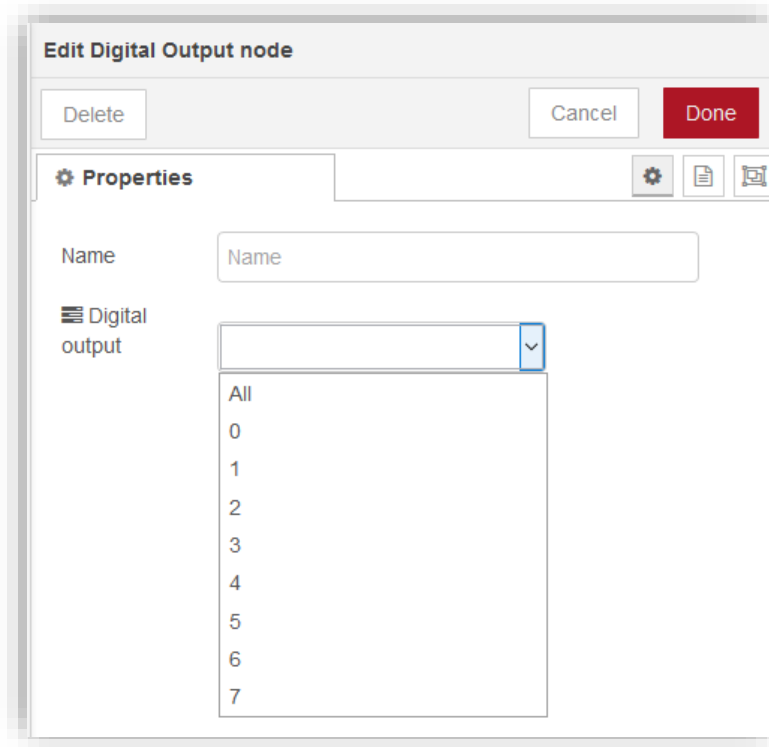 Edit Digital Output node
Delete
Cancel
Done
Properties
Name
Name
Digital
output
All
0
1
2
3
4
5
6
7